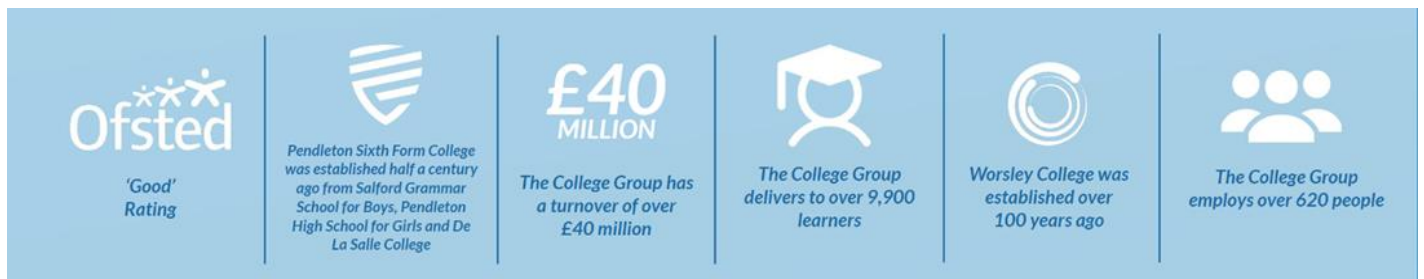 Ofsted
'Good'
Rating
Pendleton Sixth Form College
was established half a century
ago from Salford Grammar
School for Boys, Pendleton
High School for Girls and De
La Salle College
£40
MILLION
The College Group has
a turnover of over
£40 million
The College Group
delivers to over 9,900
learners
Worsley College was
established over
100 years ago
The College Group
employs over 620 people